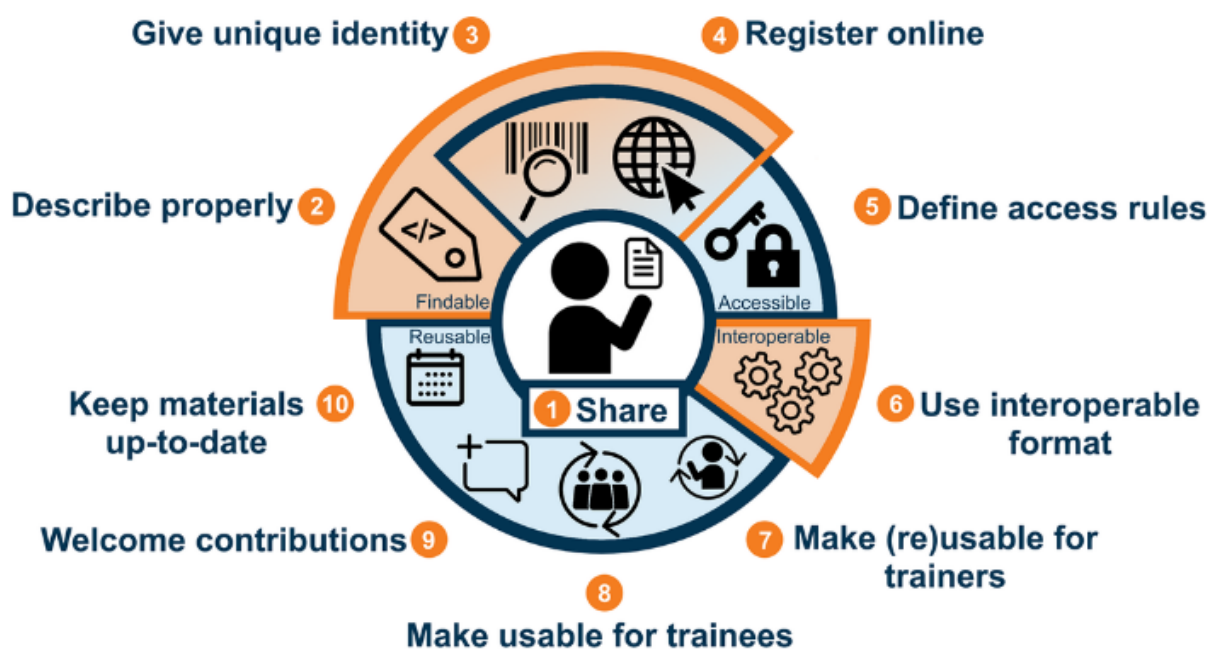 Give unique identity 3
4 Register online
Describe properly 2
5 Define access rules
</>
Findable
Accessible
Reusable
Interoperable
1 Share
Keep materials 10
up-to-date
6 Use interoperable
format
Welcome contributions 9
7 Make (re)usable for
trainers
8
Make usable for trainees